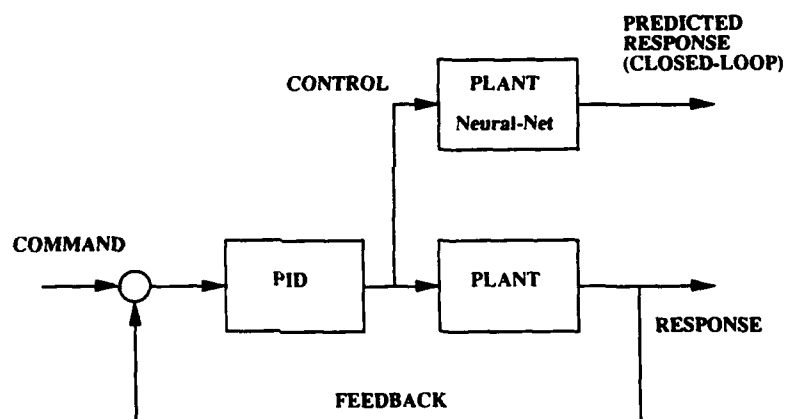 PREDICTED
RESPONSE
(CLOSED-LOOP)
CONTROL
PLANT
Neural-Net
COMMAND
PID
PLANT
RESPONSE
FEEDBACK